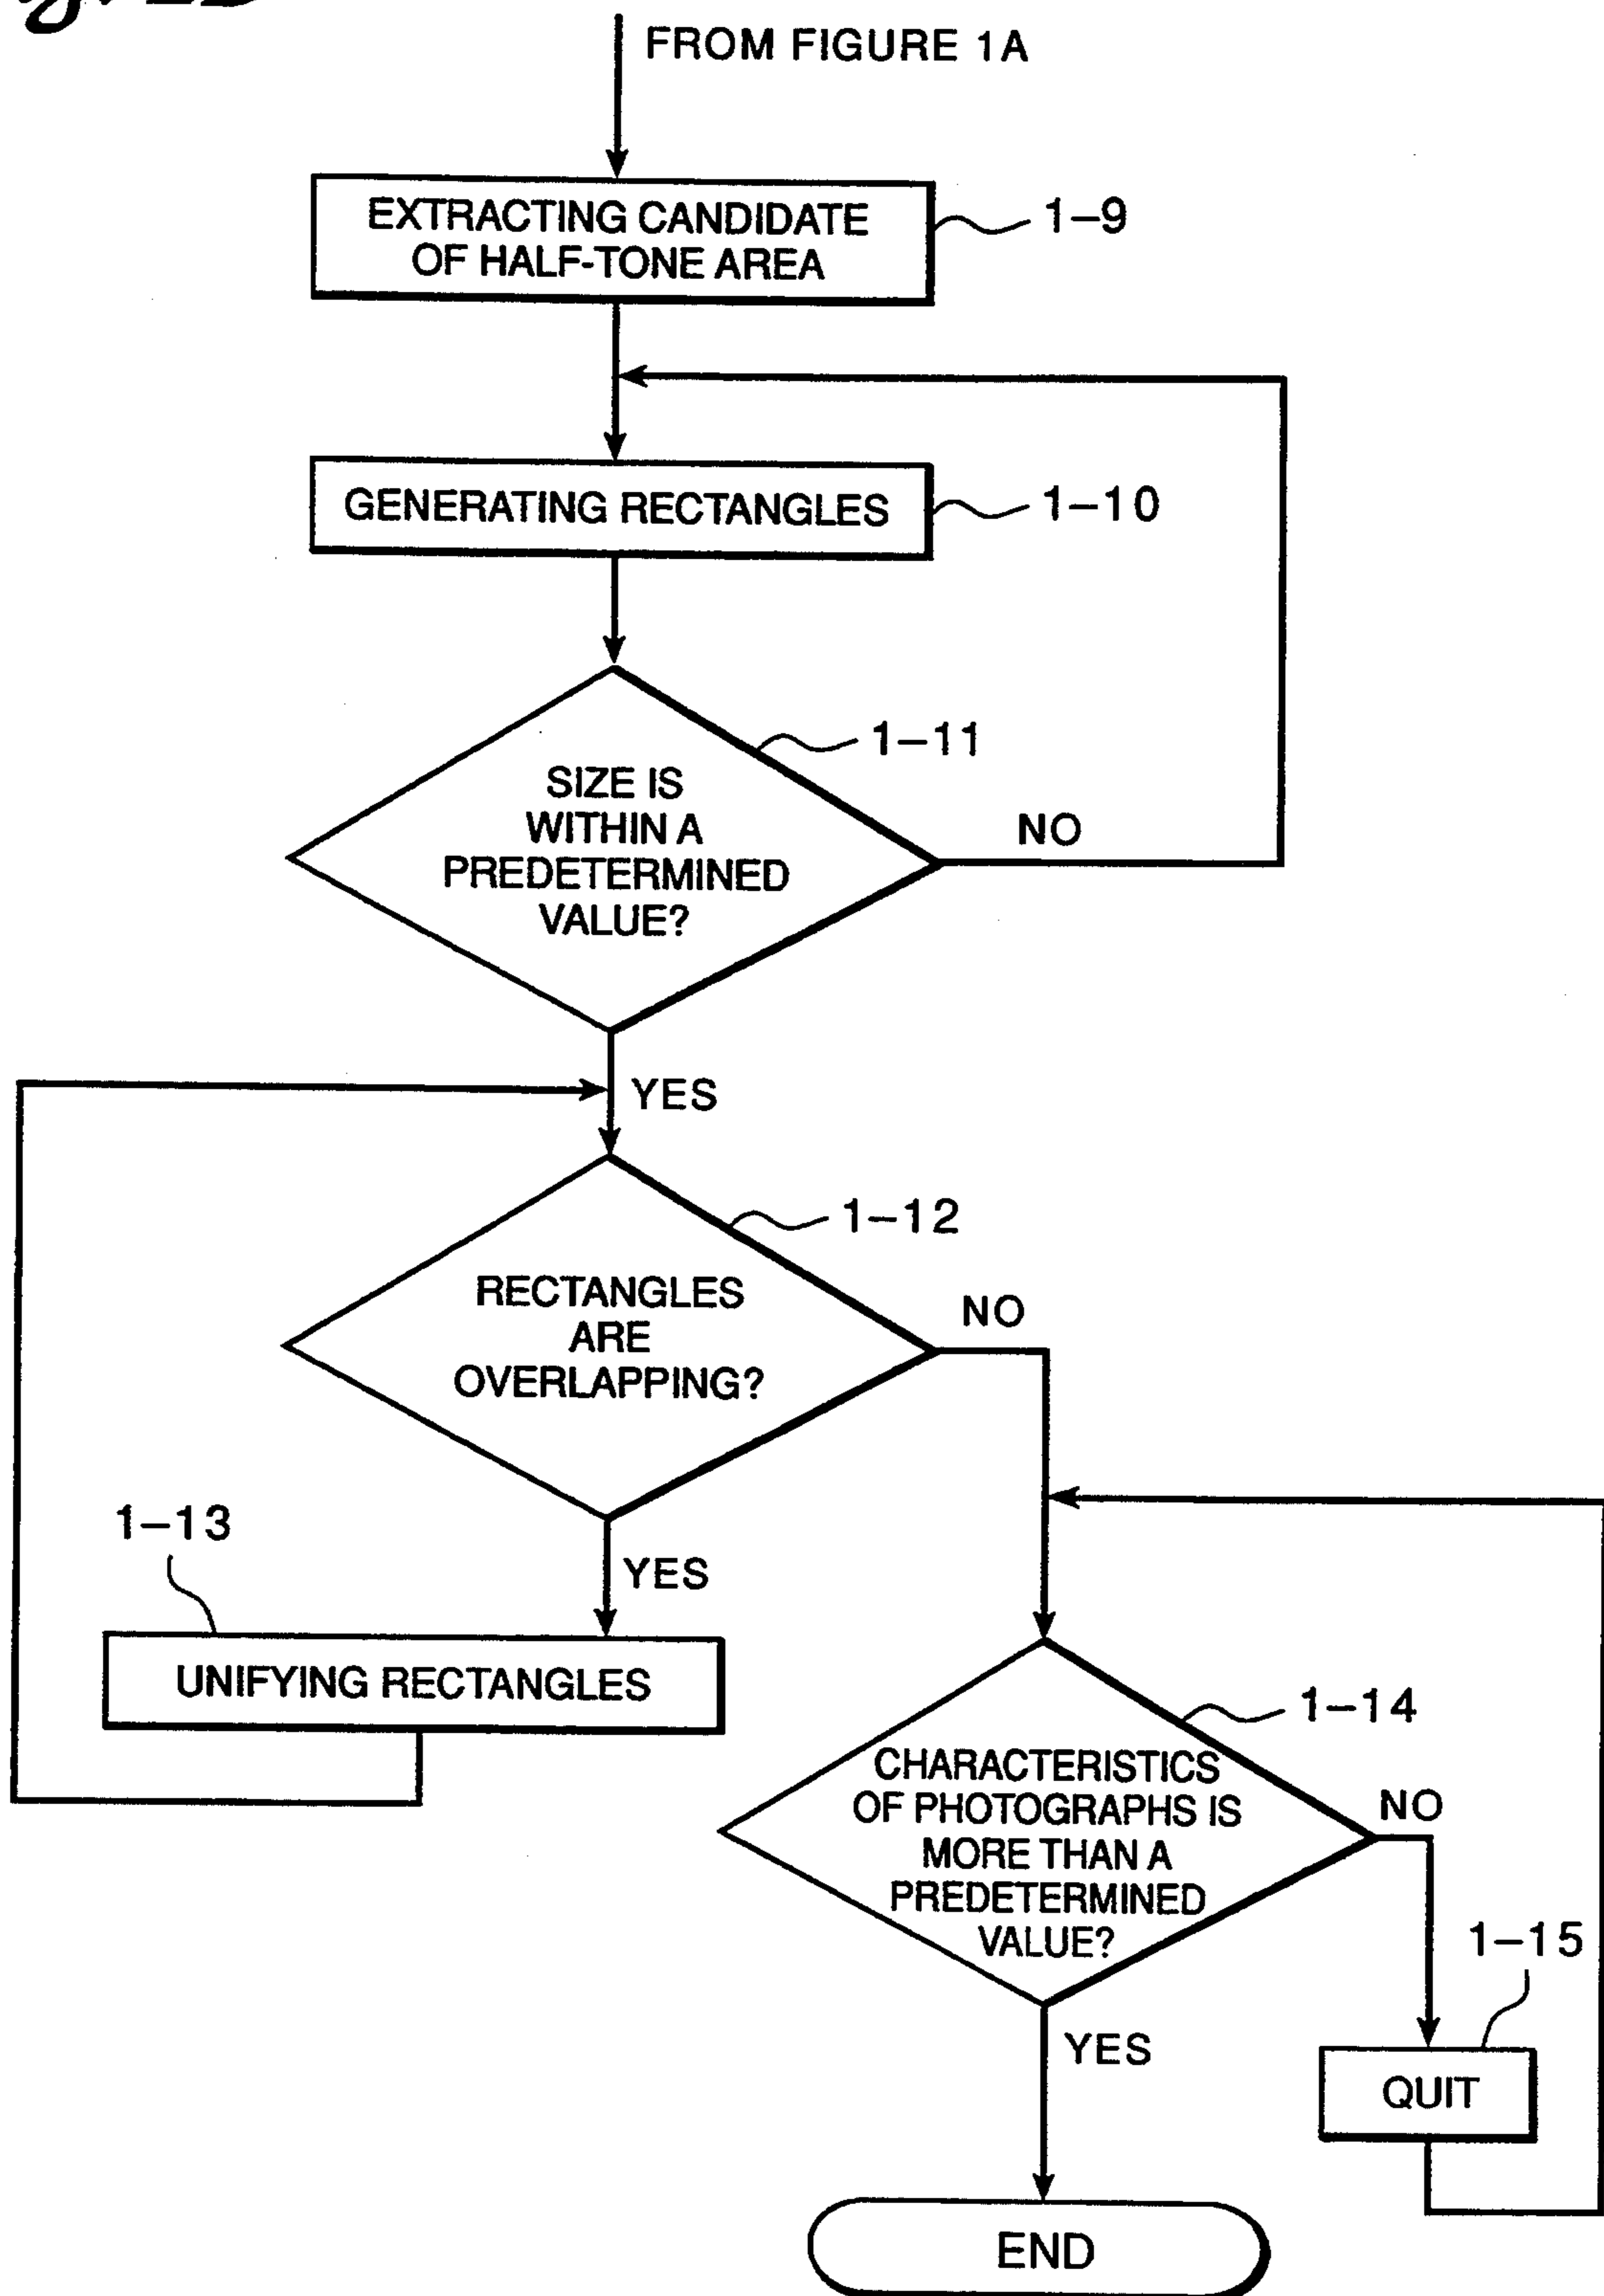 FROM FIGURE 1A
EXTRACTING CANDIDATE
OF HALF-TONE AREA
1-9
GENERATING RECTANGLES
1-10
1-11
SIZE IS
WITHIN A
PREDETERMINED
VALUE?
NO
YES
1-12
RECTANGLES
ARE
OVERLAPPING?
NO
1-13
YES
UNIFYING RECTANGLES
1-14
CHARACTERISTICS
OF PHOTOGRAPHS IS
MORE THAN A
PREDETERMINED
VALUE?
NO
1-15
YES
QUIT
END